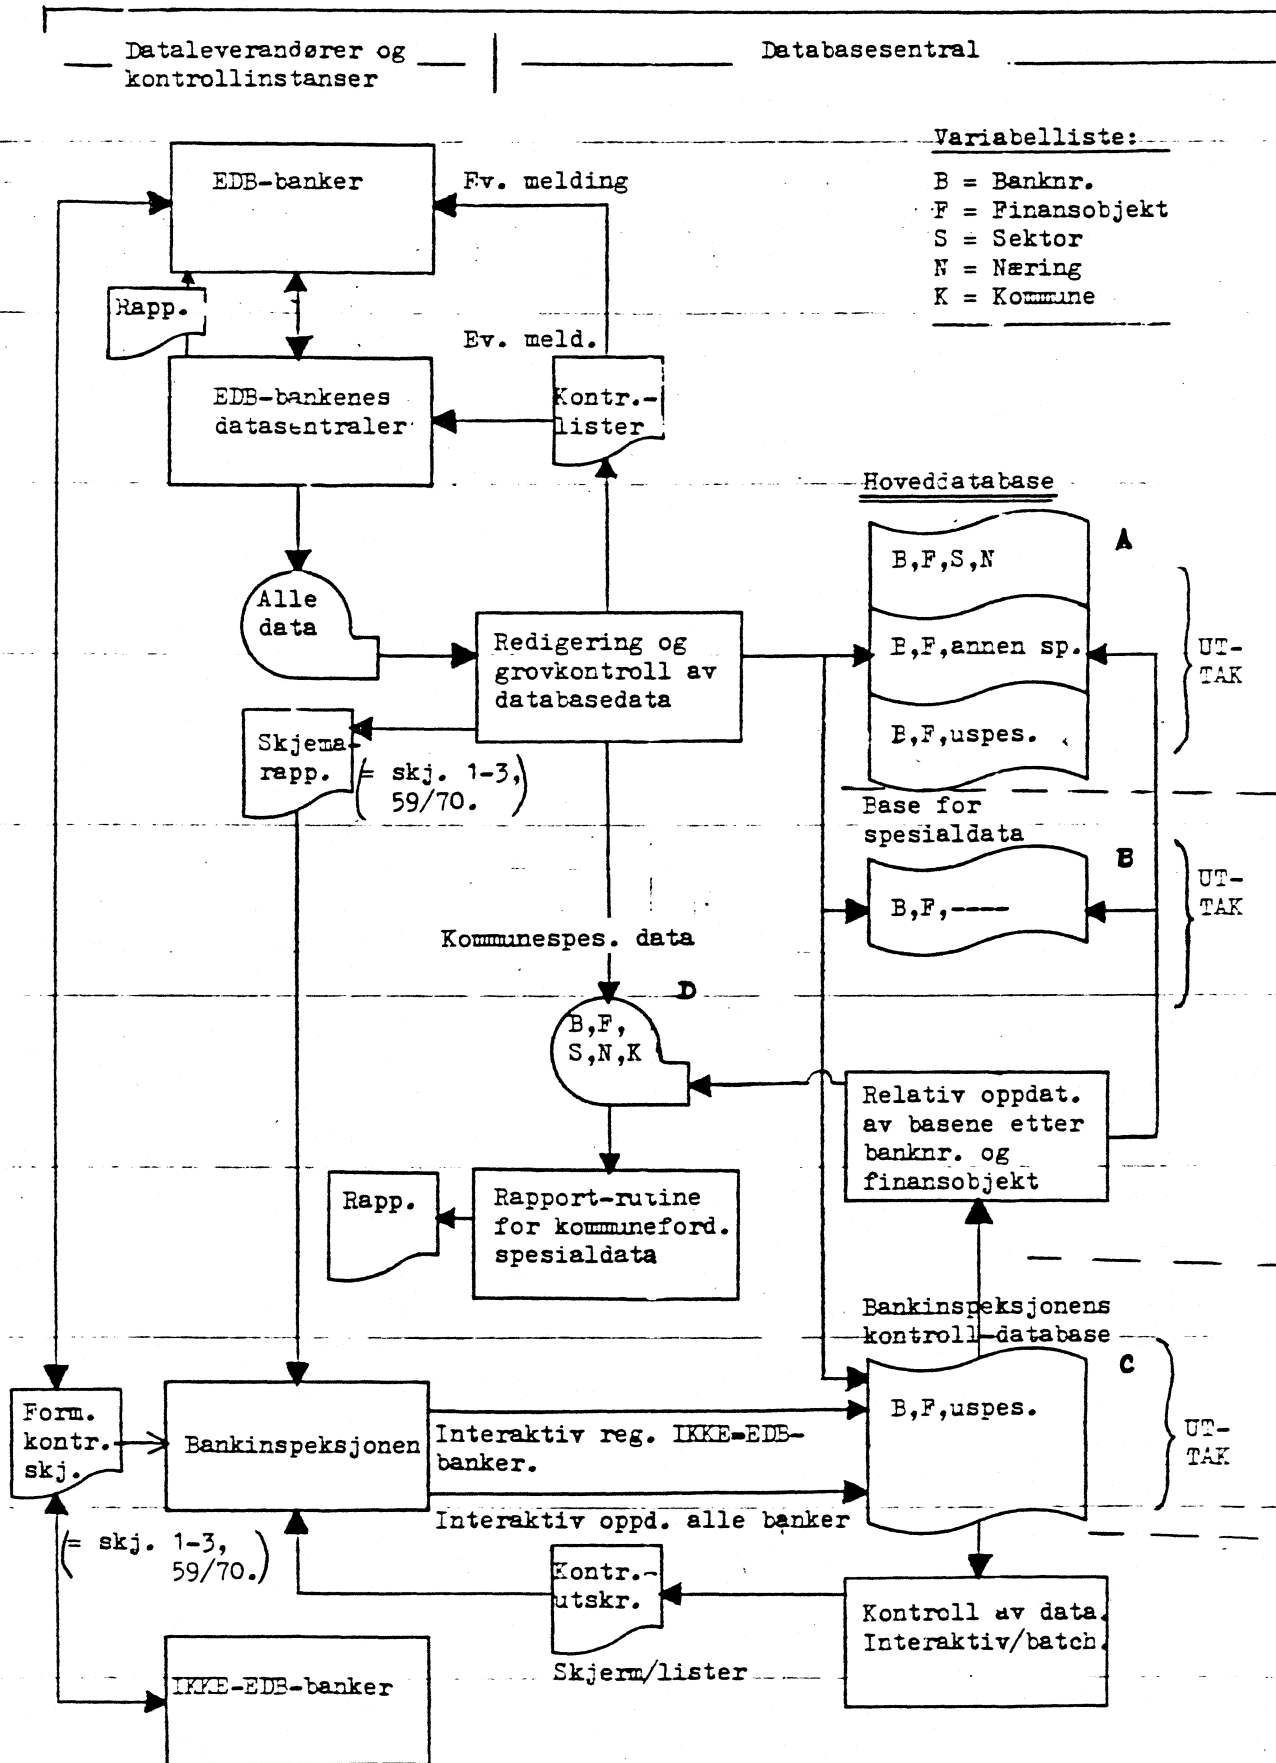 Dataleverandører og
kontrollinstanser
Databasesentral
Variabelliste:
B = Banknr.
F = Finansobjekt
S = Sektor
N = Næring
K = Kommune
EDB-banker
Ev. melding
Rapp.
Ev. meld.
EDB-bankenes
datasentraler
Kontr.-
lister
Hoveddatabase
A
B,F,S,N
Alle
data
Redigering og
grovkontroll av
databasedata
B,F,annen sp.
UT-
TAK
B,F,uspes.
Skjema-
rapp.
(= skj. 1-3,
59/70.)
Base for
spesialdata
B
B,F,----
UT-
TAK
Kommunespes. data
D
B,F,
S,N,K
Relativ oppdat.
av basene etter
banknr. og
finansobjekt
Rapp.
Rapport-rutine
for kommuneford.
spesialdata
Bankinspeksjonens
kontroll-database
C
Form.
kontr.
skj.
Bankinspeksjonen
Interaktiv reg. IKKE-EDB-
banker.
B,F,uspes.
UT-
TAK
Interaktiv oppd. alle banker
(= skj. 1-3,
59/70.)
Kontr.-
utskr.
Skjerm/lister
Kontroll av data.
Interaktiv/batch.
IKKE-EDB-banker